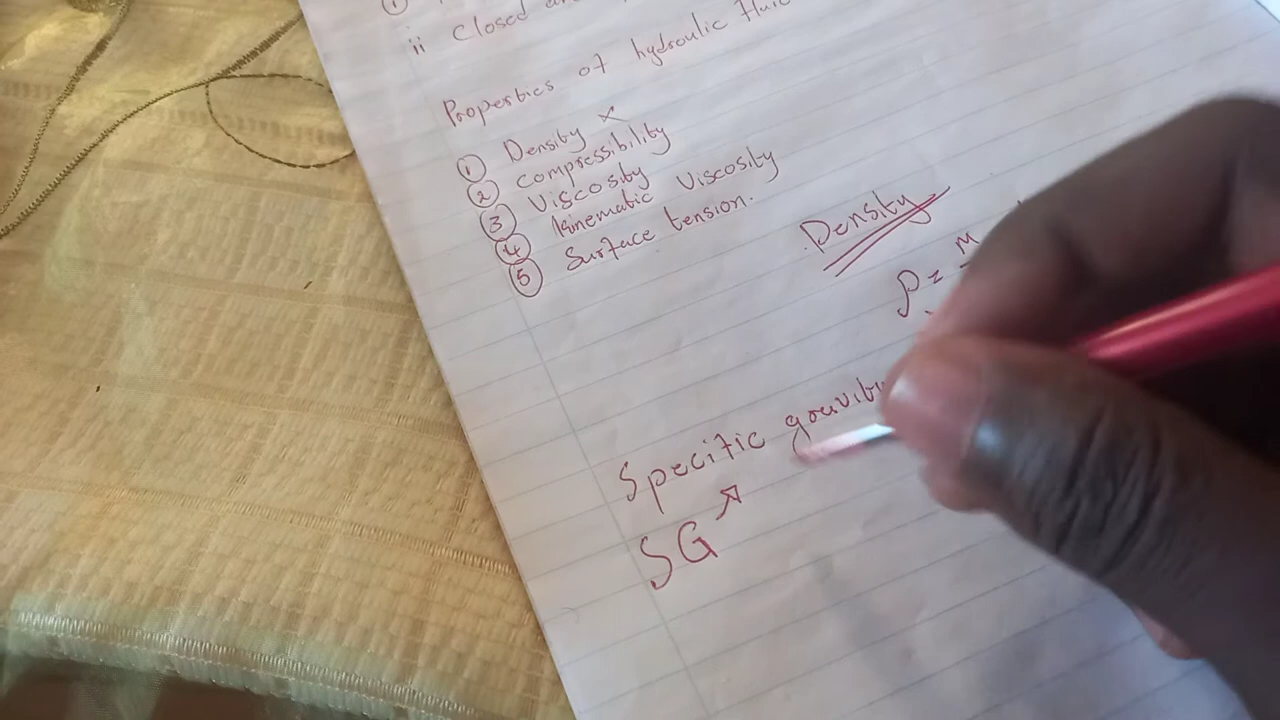 ii Closed
Properties of hydraulic fluid
① Density ×
② Compressibility
③ Viscosity
④ Kinematic Viscosity
⑤ Surface tension.
Density
ρ = M
Specific gravity
SG